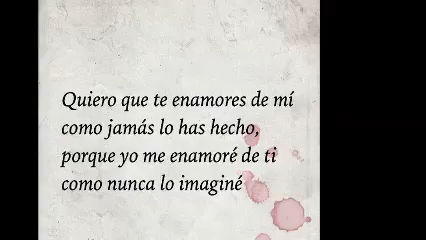 Quiero que te enamores de mí
como jamás lo has hecho,
porque yo me enamoré de ti
como nunca lo imaginé